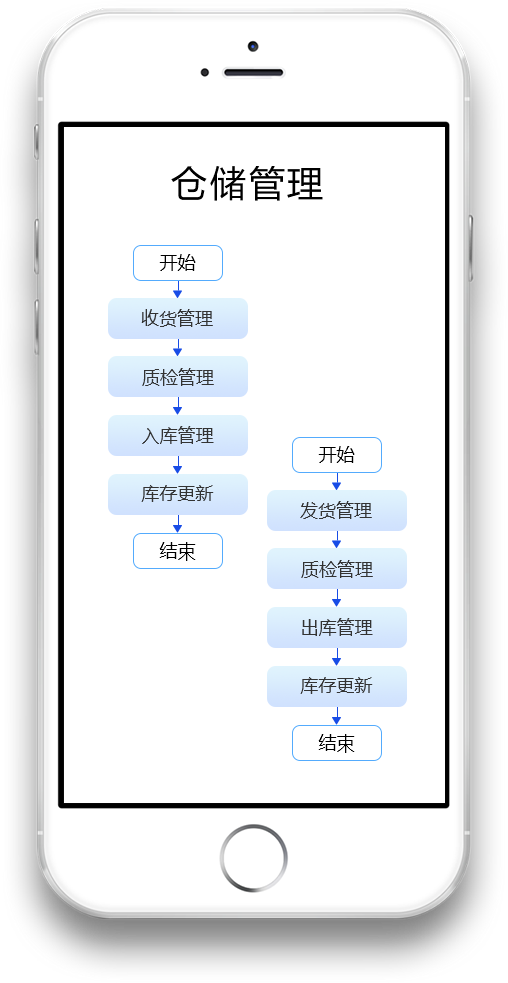 仓储管理
开始
收货管理
质检管理
入库管理
库存更新
结束
开始
发货管理
质检管理
出库管理
库存更新
结束